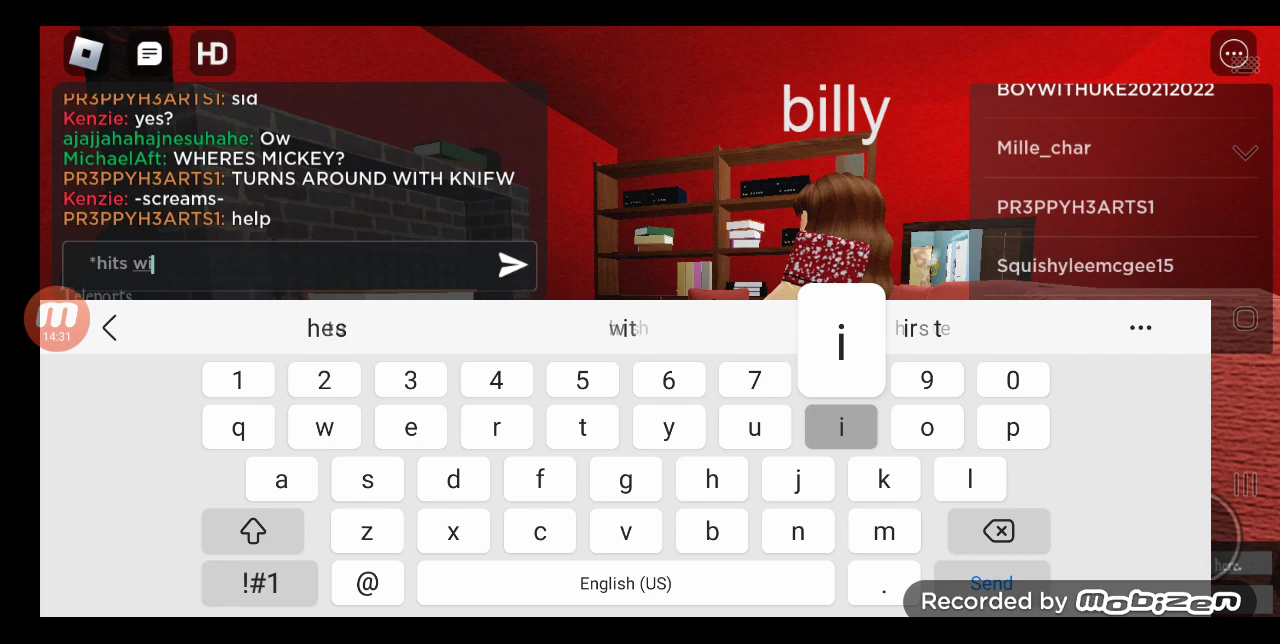 HD
billy
PR3PPYH3ARTS1: sid
Kenzie: yes?
ajajjahahajnesuhahe: Ow
MichaelAft: WHERES MICKEY?
PR3PPYH3ARTS1: TURNS AROUND WITH KNIFW
Kenzie: -screams-
PR3PPYH3ARTS1: help
*hits wi
Teleports
BOYWITHUKE20212022
Mille_char
PR3PPYH3ARTS1
Squishyleemcgee15
14:31
wit
i
1 2 3 4 5 6 7 9 0
q w e r t y u i o p
a s d f g h j k l
z x c v b n m
!#1 @ English (US) . Send
here.
Recorded by mobizen